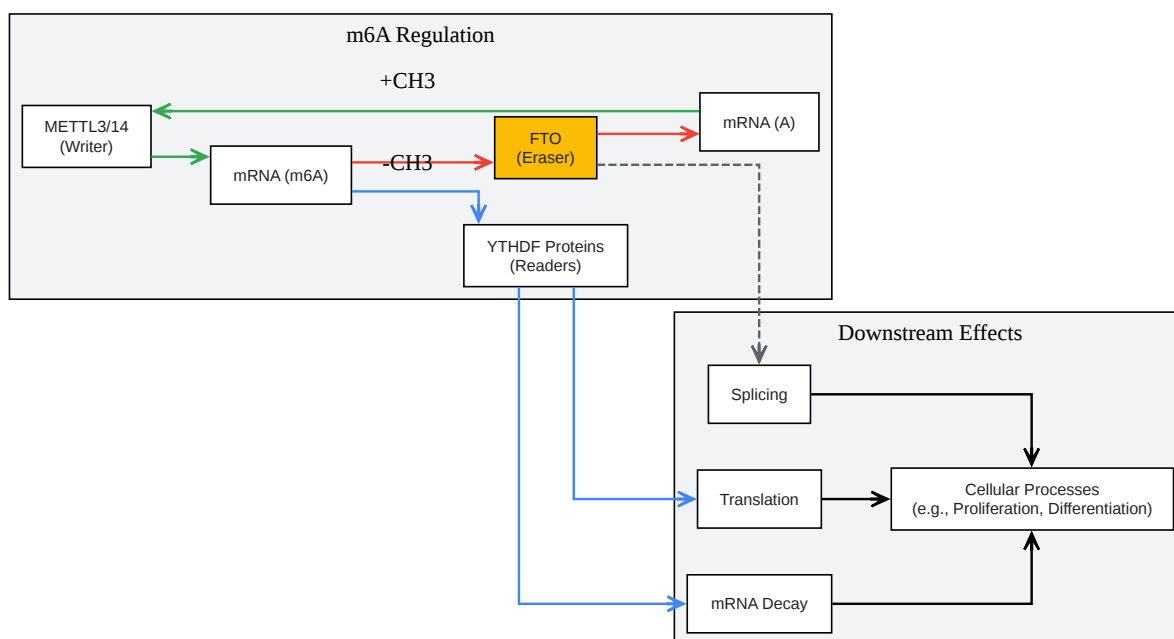 m6A Regulation
+CH3
METTL3/14
(Writer)
mRNA (m6A)
-CH3
FTO
(Eraser)
mRNA (A)
YTHDF Proteins
(Readers)
Downstream Effects
Splicing
Translation
Cellular Processes
(e.g., Proliferation, Differentiation)
mRNA Decay